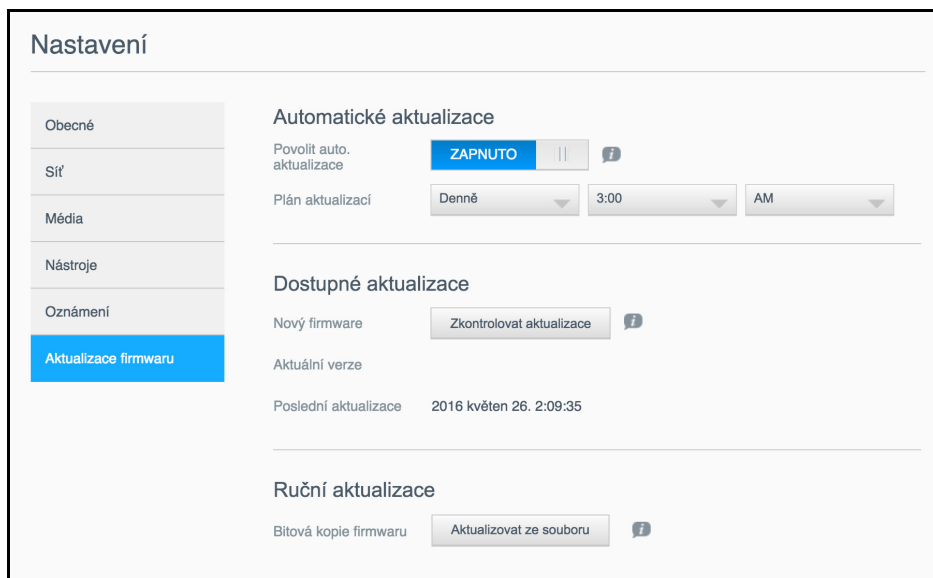 Nastavení
Obecné
Síť
Média
Nástroje
Oznámení
Aktualizace firmwaru
Automatické aktualizace
Povolit auto.
aktualizace
ZAPNUTO
Plán aktualizací
Denně
3:00
AM
Dostupné aktualizace
Nový firmware
Zkontrolovat aktualizace
Aktuální verze
Poslední aktualizace
2016 květen 26. 2:09:35
Ruční aktualizace
Bitová kopie firmwaru
Aktualizovat ze souboru